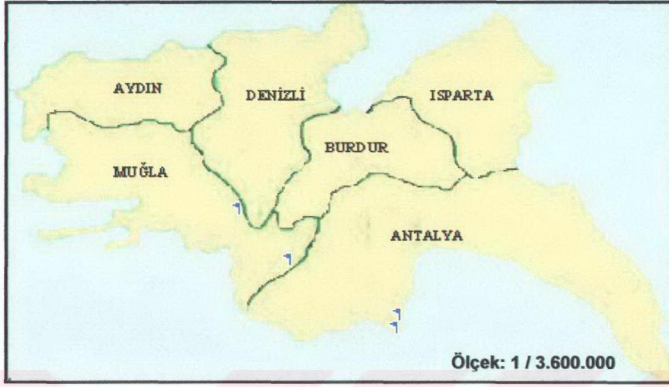 AYDIN
DENİZLİ
ISPARTA
BURDUR
MUĞLA
ANTALYA
Ölçek: 1 / 3.600.000